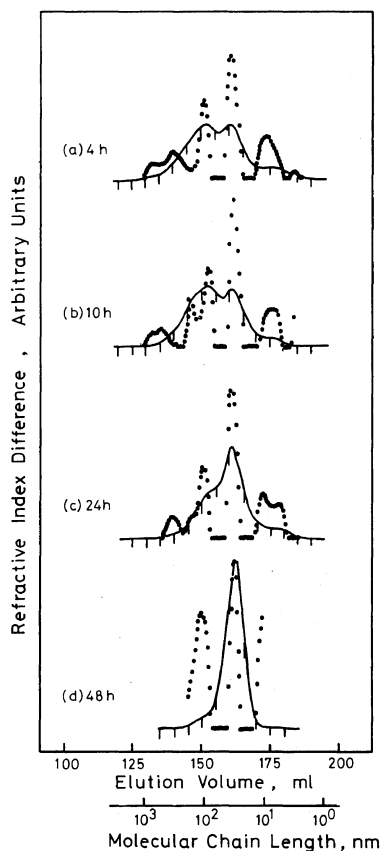 (a) 4 h
(b) 10 h
(c) 24h
(d) 48 h
Refractive Index Difference , Arbitrary Units
100 125 150 175 200
Elution Volume, ml
10³ 10² 10¹ 10⁰
Molecular Chain Length, nm